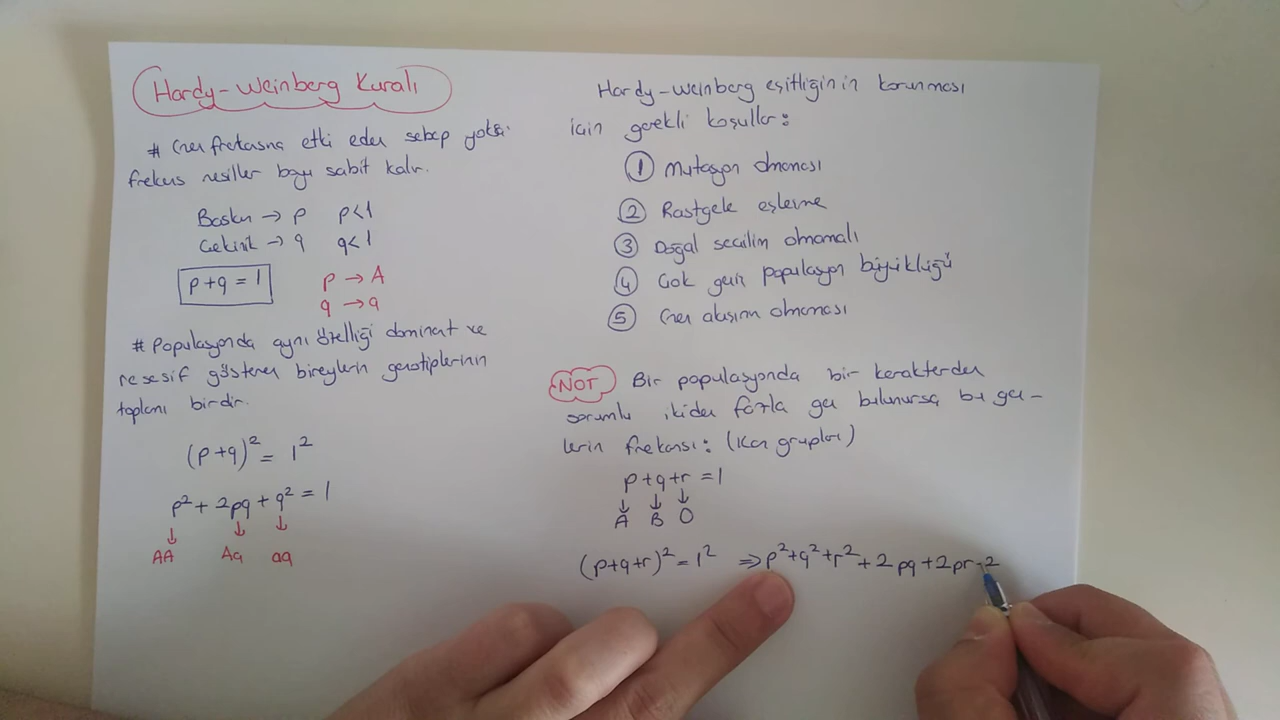 Hardy-Weinberg Kuralı
# Gen frekansına etki eden sebep yoksa
frekans nesiller boyu sabit kalır.
Baskın → p p<1
Çekinik → q q<1
p+q=1
p → A
q → a
# Populasyonda aynı özelliği dominant ve
resesif gösteren bireylerin genotiplerinin
toplamı birdir.
(p+q)² = 1²
p² + 2pq + q² = 1
↓ ↓ ↓
AA Aa aa
Hardy-Weinberg eşitliğinin korunması
için gerekli koşullar:
① Mutasyon olmaması
② Rastgele eşleşme
③ Doğal seçilim olmamalı
④ Çok geniş populasyon büyüklüğü
⑤ Gen akışının olmaması
NOT Bir populasyonda bir karakterden
sorumlu ikiden fazla gen bulunursa bu gen-
lerin frekansı: (Kan grupları)
p+q+r=1
↓ ↓ ↓
A B O
(p+q+r)² = 1² ⇒ p²+q²+r²+2pq+2pr+2